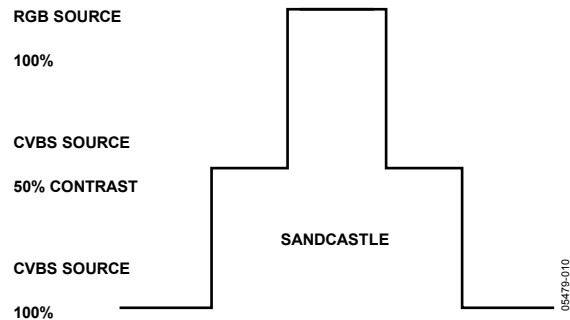 RGB SOURCE
100%
CVBS SOURCE
50% CONTRAST
SANDCASTLE
CVBS SOURCE
100%
05479-010